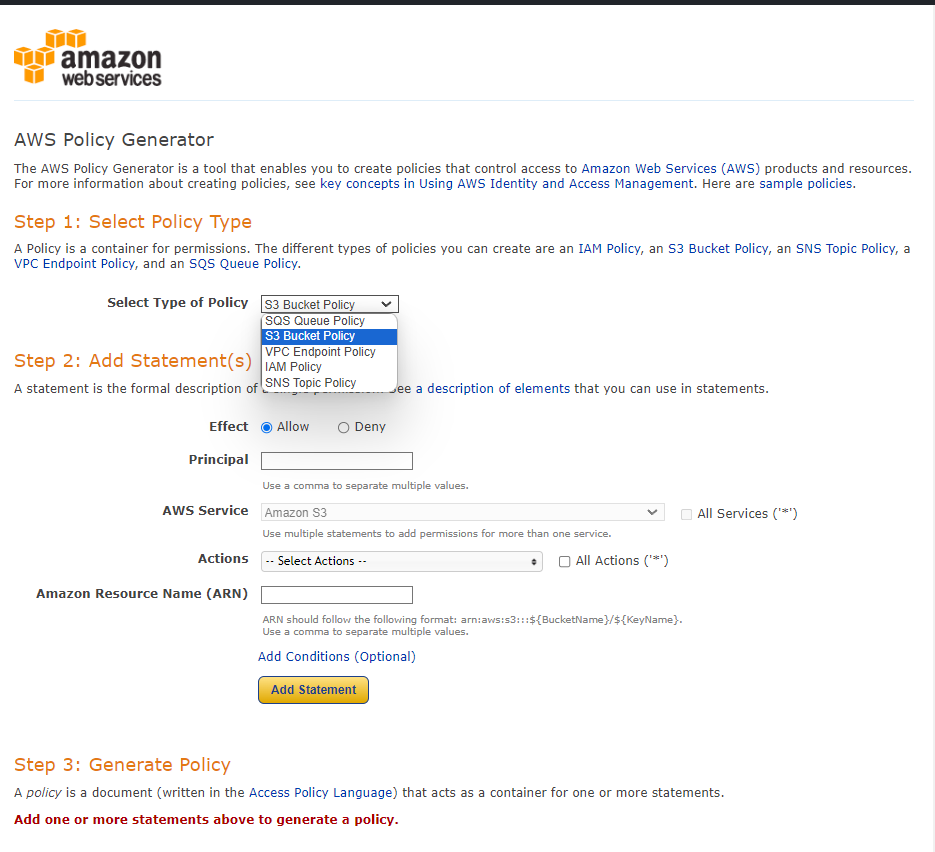 amazon
web services
AWS Policy Generator
The AWS Policy Generator is a tool that enables you to create policies that control access to Amazon Web Services (AWS) products and resources.
For more information about creating policies, see key concepts in Using AWS Identity and Access Management. Here are sample policies.
Step 1: Select Policy Type
A Policy is a container for permissions. The different types of policies you can create are an IAM Policy, an S3 Bucket Policy, an SNS Topic Policy, a
VPC Endpoint Policy, and an SQS Queue Policy.
Select Type of Policy S3 Bucket Policy
SQS Queue Policy
S3 Bucket Policy
VPC Endpoint Policy
IAM Policy
SNS Topic Policy
Step 2: Add Statement(s)
A statement is the formal description of a single permission. See a description of elements that you can use in statements.
Effect Allow Deny
Principal
Use a comma to separate multiple values.
AWS Service Amazon S3 All Services ('*')
Use multiple statements to add permissions for more than one service.
Actions -- Select Actions -- All Actions ('*')
Amazon Resource Name (ARN)
ARN should follow the following format: arn:aws:s3:::${BucketName}/${KeyName}.
Use a comma to separate multiple values.
Add Conditions (Optional)
Add Statement
Step 3: Generate Policy
A policy is a document (written in the Access Policy Language) that acts as a container for one or more statements.
Add one or more statements above to generate a policy.